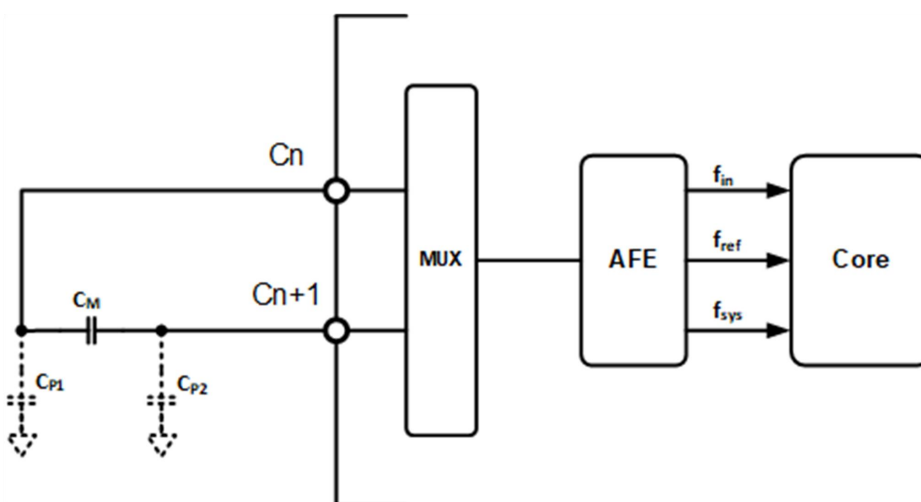 Cn
Cn+1
CM
CP1
CP2
MUX
AFE
fin
fref
fsys
Core